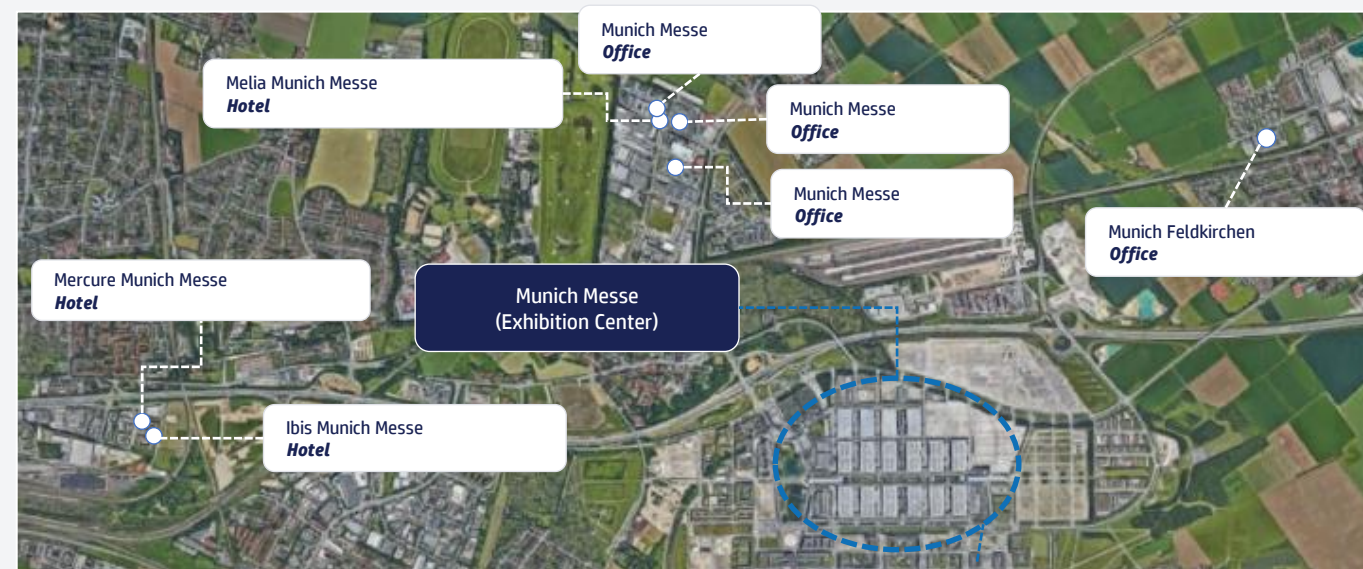 Munich Messe
Office
Melia Munich Messe
Hotel
Munich Messe
Office
Munich Messe
Office
Munich Feldkirchen
Office
Mercure Munich Messe
Hotel
Munich Messe
(Exhibition Center)
Ibis Munich Messe
Hotel